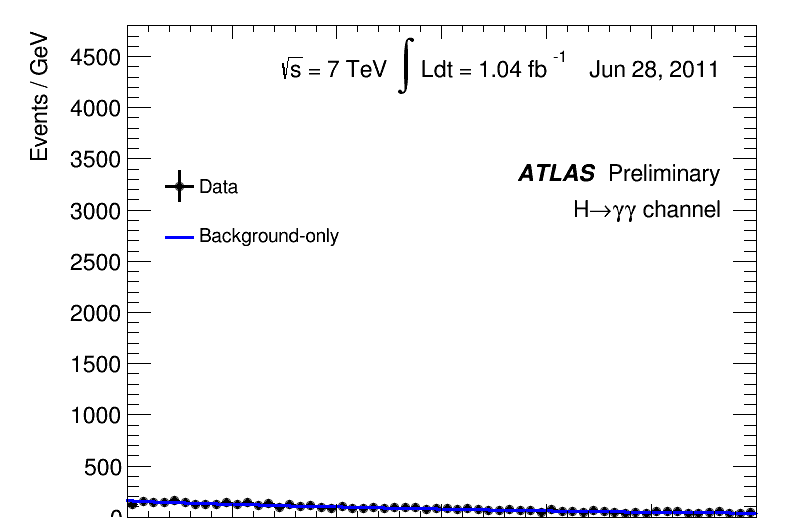 Events / GeV
4500
4000
3500
3000
2500
2000
1500
1000
500
0
√s = 7 TeV ∫ Ldt = 1.04 fb⁻¹ Jun 28, 2011
ATLAS Preliminary
H→γγ channel
Data
Background-only